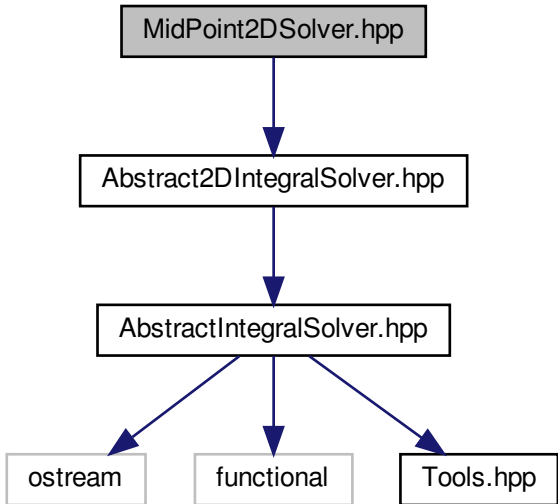 MidPoint2DSolver.hpp
Abstract2DIntegralSolver.hpp
AbstractIntegralSolver.hpp
ostream
functional
Tools.hpp